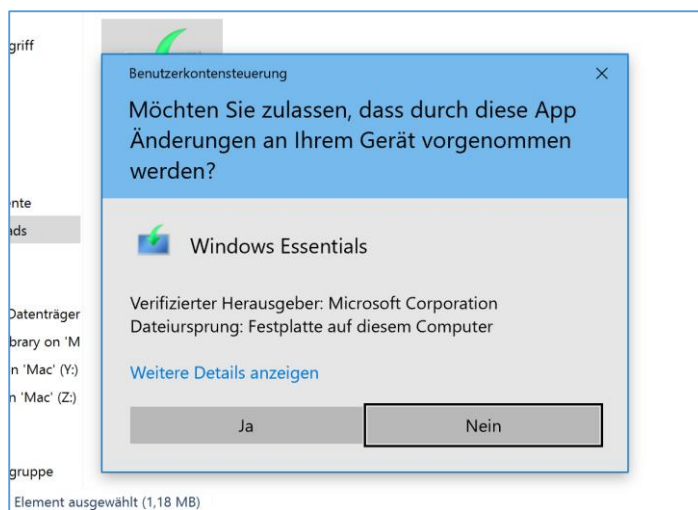 griff
ente
ads
Datenträger
brary on 'M
n 'Mac' (Y:)
n 'Mac' (Z:)
gruppe
Element ausgewählt (1,18 MB)
Benutzerkontensteuerung
Möchten Sie zulassen, dass durch diese App
Änderungen an Ihrem Gerät vorgenommen
werden?
Windows Essentials
Verifizierter Herausgeber: Microsoft Corporation
Dateiursprung: Festplatte auf diesem Computer
Weitere Details anzeigen
Ja
Nein